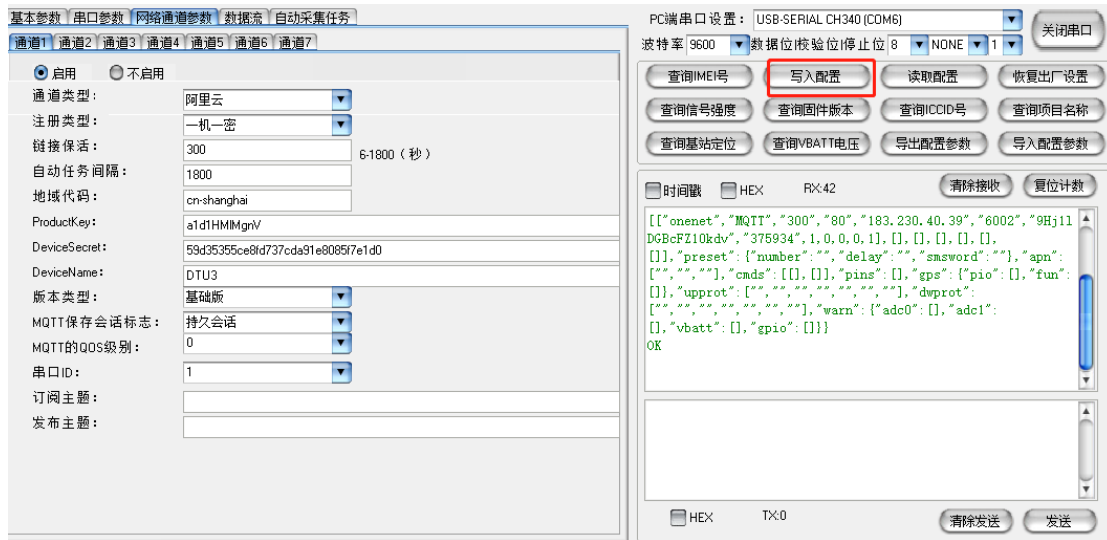 基本参数 串口参数 网络通道参数 数据流 自动采集任务
通道1 通道2 通道3 通道4 通道5 通道6 通道7
启用 不启用
通道类型: 阿里云
注册类型: 一机一密
链接保活: 300 6-1800（秒）
自动任务间隔: 1800
地域代码: cn-shanghai
ProductKey: a1d1HMlMgnV
DeviceSecret: 59d35355ce8fd737cda91e8085f7e1d0
DeviceName: DTU3
版本类型: 基础版
MQTT保存会话标志: 持久会话
MQTT的QOS级别: 0
串口ID: 1
订阅主题:
发布主题:
PC端串口设置: USB-SERIAL CH340 (COM6)
关闭串口
波特率 9600 数据位|校验位|停止位 8 NONE 1
查询IMEI号 写入配置 读取配置 恢复出厂设置
查询信号强度 查询固件版本 查询ICCID号 查询项目名称
查询基站定位 查询VBATT电压 导出配置参数 导入配置参数
时间戳 HEX RX:42 清除接收 复位计数
[["onenet","MQTT","300","80","183.230.40.39","6002","9Hj1l
DGBcFZ10kdv","375934",1,0,0,0,1],[],[],[],[],[],
[]],"preset":{"number":"","delay":"","smsword":""},"apn":
["","",""],"cmds":[[],[]],"pins":[],"gps":{"pio":[],"fun":
[]},"upprot":["","","","","","",""],"dwprot":
["","","","","","",""],"warn":{"adc0":[],"adc1":
[],"vbatt":[],"gpio":[]}}
OK
HEX TX:0 清除发送 发送